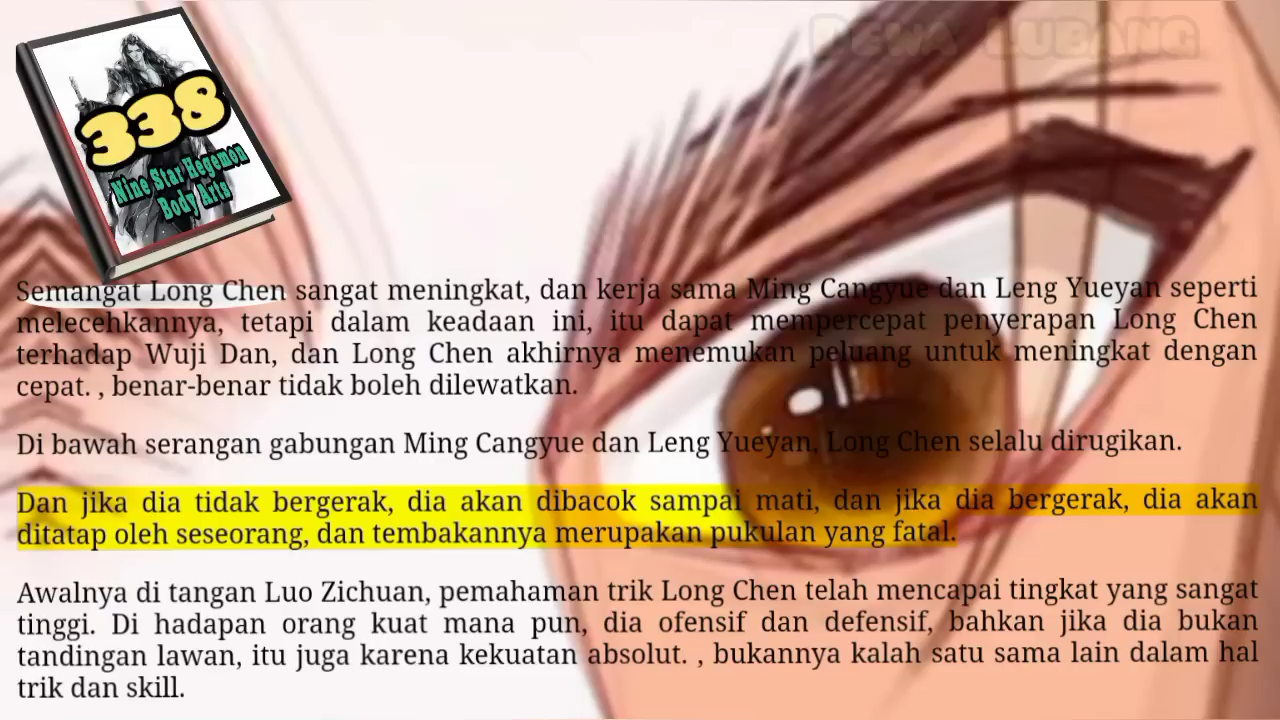 DEWA LUBANG
338
Nine Star Hegemon
Body Arts
Semangat Long Chen sangat meningkat, dan kerja sama Ming Cangyue dan Leng Yueyan seperti
melecehkannya, tetapi dalam keadaan ini, itu dapat mempercepat penyerapan Long Chen
terhadap Wuji Dan, dan Long Chen akhirnya menemukan peluang untuk meningkat dengan
cepat. , benar-benar tidak boleh dilewatkan.
Di bawah serangan gabungan Ming Cangyue dan Leng Yueyan, Long Chen selalu dirugikan.
Dan jika dia tidak bergerak, dia akan dibacok sampai mati, dan jika dia bergerak, dia akan
ditatap oleh seseorang, dan tembakannya merupakan pukulan yang fatal.
Awalnya di tangan Luo Zichuan, pemahaman trik Long Chen telah mencapai tingkat yang sangat
tinggi. Di hadapan orang kuat mana pun, dia ofensif dan defensif, bahkan jika dia bukan
tandingan lawan, itu juga karena kekuatan absolut. , bukannya kalah satu sama lain dalam hal
trik dan skill.